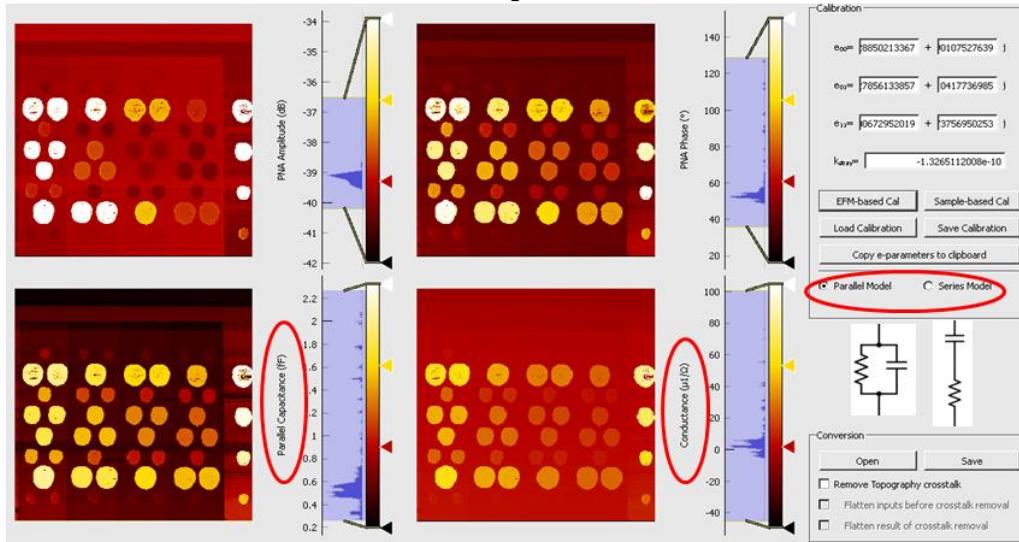 -34
-35
-36
-37
-38
-39
-40
-41
-42
PNA Amplitude (dB)
140
120
100
80
60
40
20
PNA Phase (°)
2.2
2
1.8
1.6
1.4
1.2
1
0.8
0.6
0.4
0.2
Parallel Capacitance (fF)
100
80
60
40
20
0
-20
-40
Conductance (µ1/Ω)
Calibration
e₀₀= 8850213367 + 0107527639 j
e₀₁= 7856133857 + 0417736985 j
e₁₁= 0672952019 + 3756950253 j
-1.3265112008e-10
EFM-based Cal Sample-based Cal
Load Calibration Save Calibration
Copy e-parameters to clipboard
Parallel Model Series Model
Conversion
Open Save
Remove Topography crosstalk
Flatten inputs before crosstalk removal
Flatten result of crosstalk removal